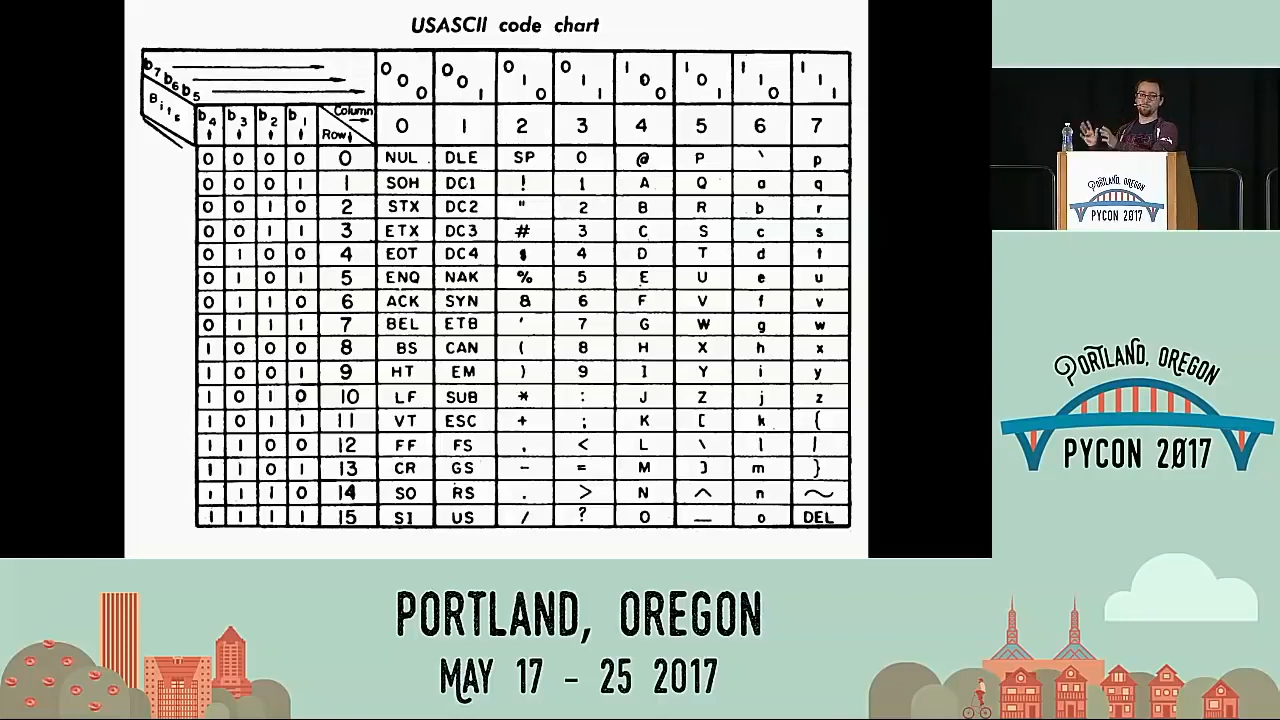 USASCII code chart
b7 b6 b5
Bits
0 0 0 0 0 1 0 1 0 0 1 1 1 0 0 1 0 1 1 1 0 1 1 1
b4 b3 b2 b1 Column Row 0 1 2 3 4 5 6 7
0 0 0 0 0 NUL DLE SP 0 @ P ` p
0 0 0 1 1 SOH DC1 ! 1 A Q a q
0 0 1 0 2 STX DC2 " 2 B R b r
0 0 1 1 3 ETX DC3 # 3 C S c s
0 1 0 0 4 EOT DC4 $ 4 D T d t
0 1 0 1 5 ENQ NAK % 5 E U e u
0 1 1 0 6 ACK SYN & 6 F V f v
0 1 1 1 7 BEL ETB ' 7 G W g w
1 0 0 0 8 BS CAN ( 8 H X h x
1 0 0 1 9 HT EM ) 9 I Y i y
1 0 1 0 10 LF SUB * : J Z j z
1 0 1 1 11 VT ESC + ; K [ k {
1 1 0 0 12 FF FS , < L \ l |
1 1 0 1 13 CR GS - = M ] m }
1 1 1 0 14 SO RS . > N ^ n ~
1 1 1 1 15 SI US / ? O _ o DEL
PORTLAND, OREGON
PYCON 2017
PORTLAND, OREGON
PYCON 2017
PORTLAND, OREGON
MAY 17 - 25 2017